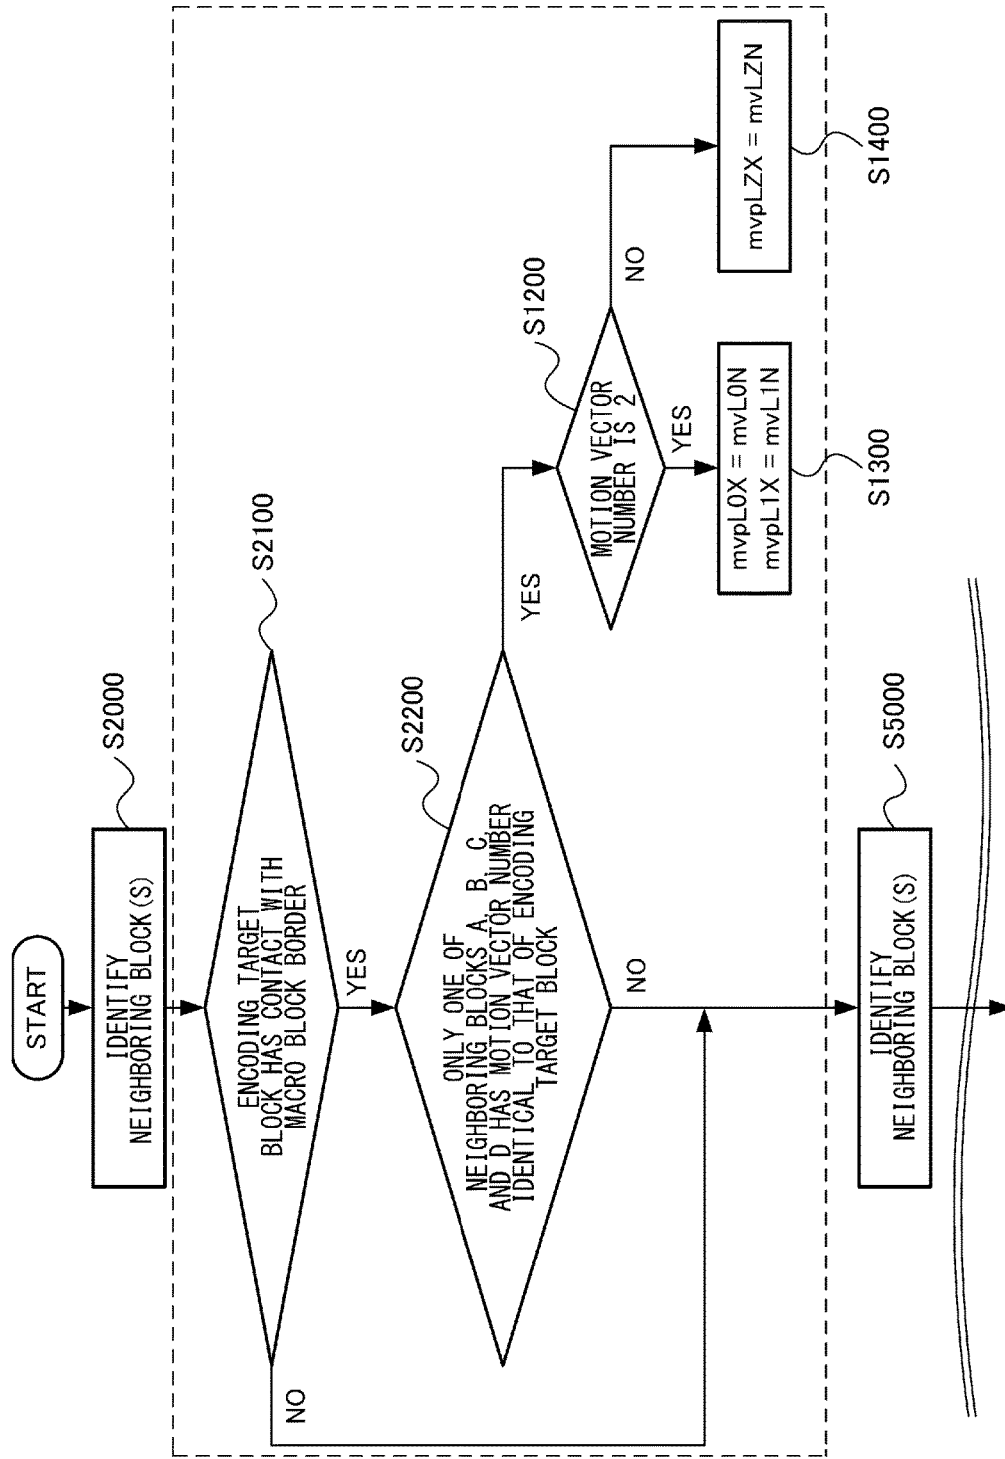 START
IDENTIFY
NEIGHBORING BLOCK(S)
S2000
ENCODING TARGET
BLOCK HAS CONTACT WITH
MACRO BLOCK BORDER
S2100
NO
YES
ONLY ONE OF
NEIGHBORING BLOCKS A, B, C,
AND D HAS MOTION VECTOR NUMBER
IDENTICAL TO THAT OF ENCODING
TARGET BLOCK
S2200
YES
NO
MOTION VECTOR
NUMBER IS 2
S1200
NO
YES
mvpL0X = mvL0N
mvpL1X = mvL1N
S1300
mvpLZX = mvLZN
S1400
IDENTIFY
NEIGHBORING BLOCK(S)
S5000